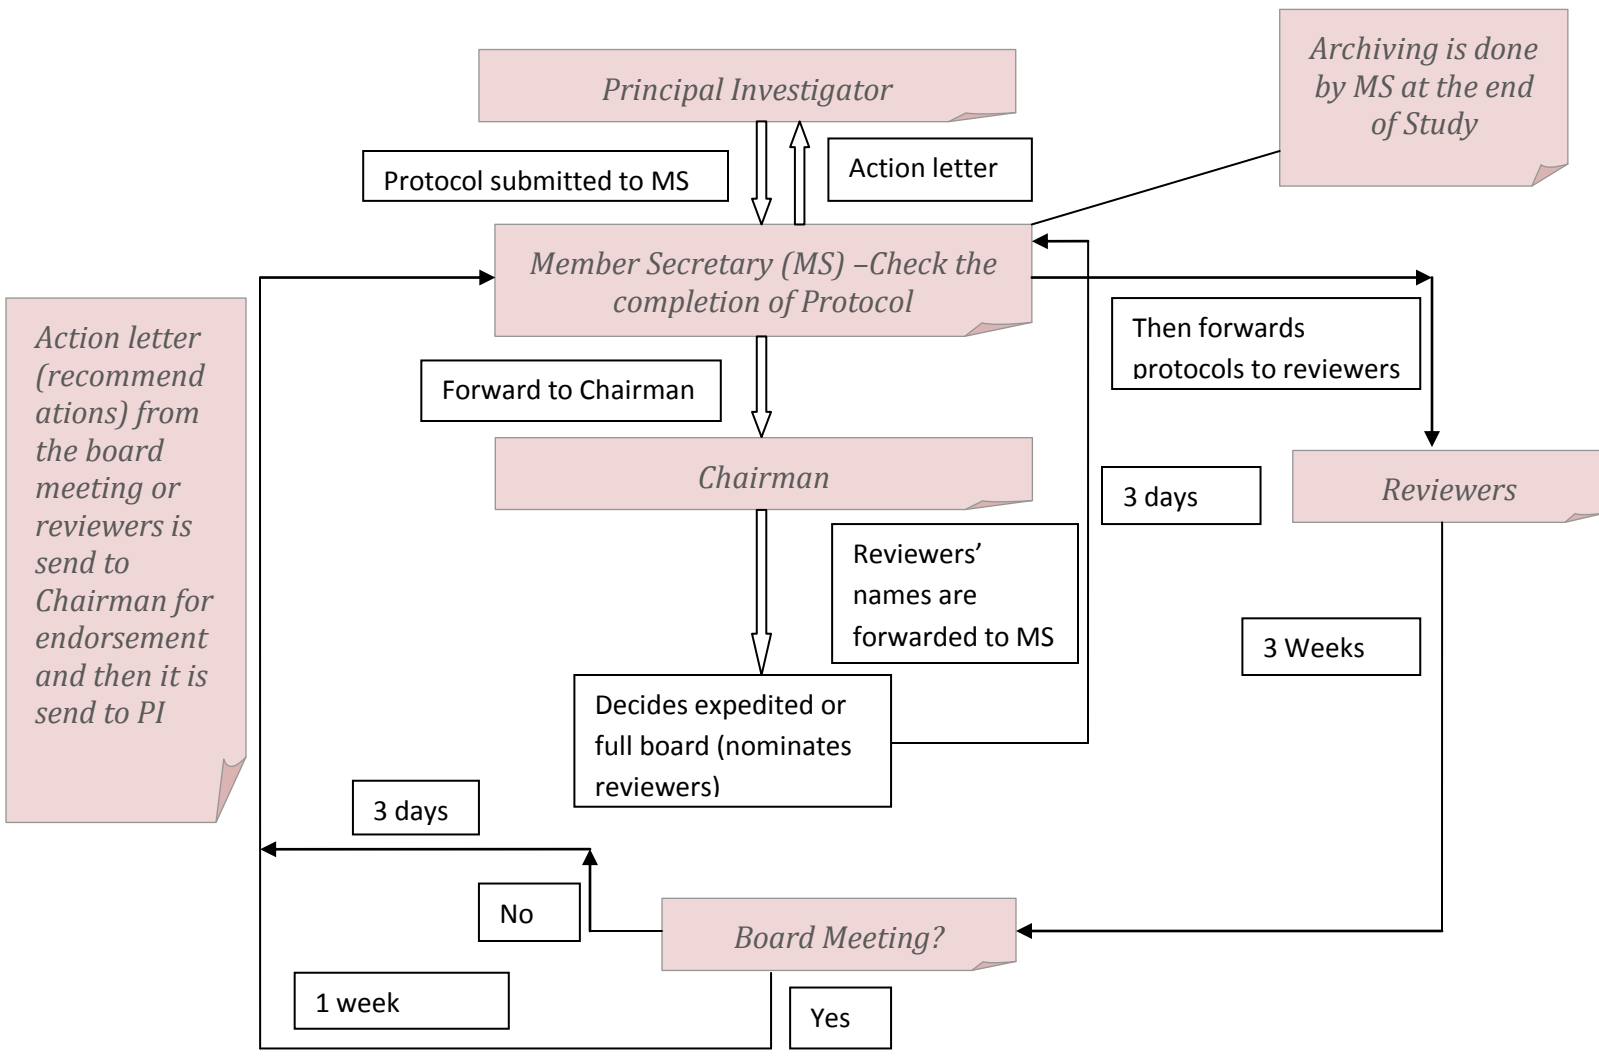 Principal Investigator
Archiving is done
by MS at the end
of Study
Protocol submitted to MS
Action letter
Member Secretary (MS) –Check the
completion of Protocol
Action letter
(recommend
ations) from
the board
meeting or
reviewers is
send to
Chairman for
endorsement
and then it is
send to PI
Forward to Chairman
Then forwards
protocols to reviewers
Chairman
3 days
Reviewers
Reviewers’
names are
forwarded to MS
3 Weeks
Decides expedited or
full board (nominates
reviewers)
3 days
No
Board Meeting?
1 week
Yes